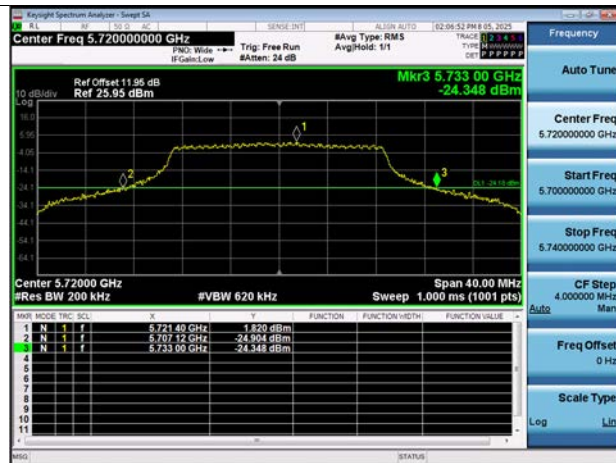 Keysight Spectrum Analyzer - Swept SA
RL RF 50 Ω AC SENSE:INT ALIGN AUTO 02:06:52 PM 8 05, 2025
Center Freq 5.720000000 GHz
PNO: Wide
IFGain:Low
Trig: Free Run
#Atten: 24 dB
#Avg Type: RMS
Avg|Hold: 1/1
TRACE 1 2 3 4 5 6
TYPE M W W W W W
DET P P P P P P
Ref Offset 11.95 dB
10 dB/div Ref 25.95 dBm
Log
Mkr3 5.733 00 GHz
-24.348 dBm
16.0
5.95
-4.05
-14.1
-24.1
-34.1
-44.1
-54.1
-64.1
1
2
3
DL1 -24.18 dBm
Center 5.72000 GHz Span 40.00 MHz
#Res BW 200 kHz #VBW 620 kHz Sweep 1.000 ms (1001 pts)
MKR MODE TRC SCL X Y FUNCTION FUNCTION WIDTH FUNCTION VALUE
1 N 1 f 5.721 40 GHz 1.820 dBm
2 N 1 f 5.707 12 GHz -24.904 dBm
3 N 1 f 5.733 00 GHz -24.348 dBm
4
5
6
7
8
9
10
11
MSG STATUS
Frequency
Auto Tune
Center Freq
5.720000000 GHz
Start Freq
5.700000000 GHz
Stop Freq
5.740000000 GHz
CF Step
4.000000 MHz
Auto Man
Freq Offset
0 Hz
Scale Type
Log Lin